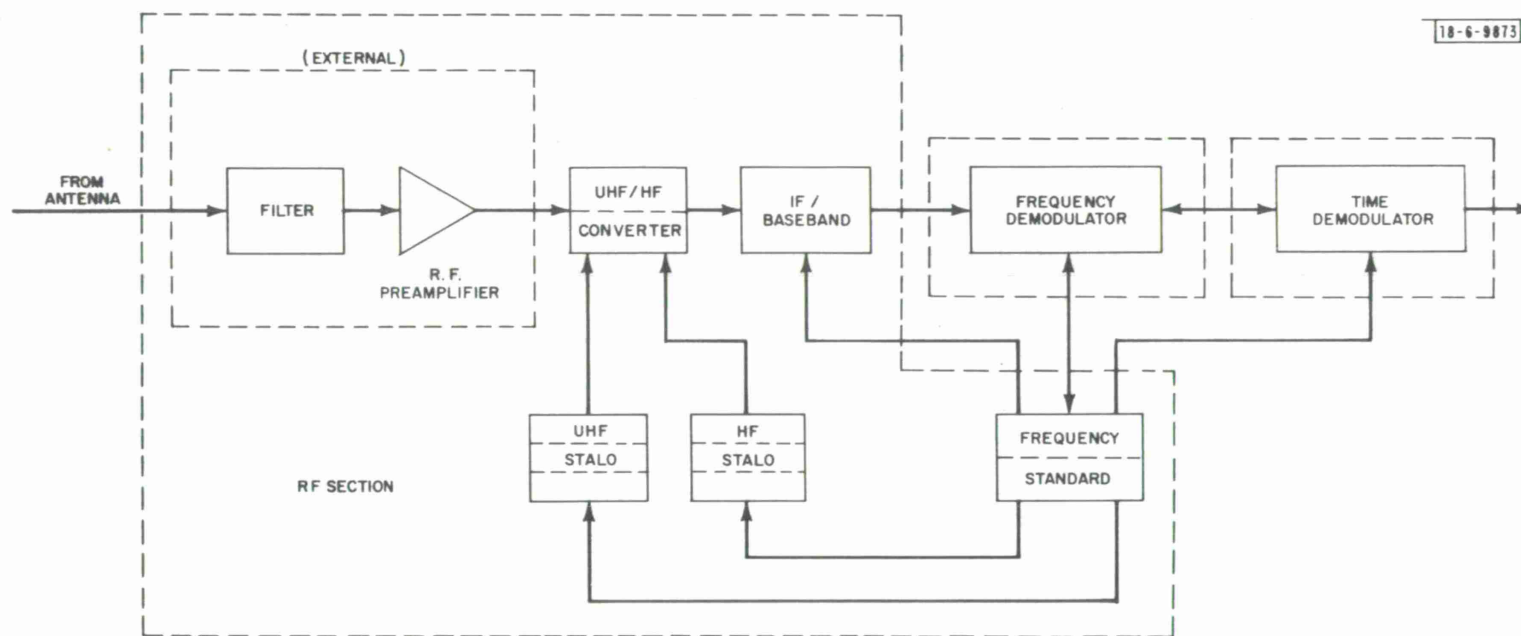 18-6-9873
(EXTERNAL)
FROM
ANTENNA
FILTER
R. F.
PREAMPLIFIER
UHF/HF
CONVERTER
IF /
BASEBAND
FREQUENCY
DEMODULATOR
TIME
DEMODULATOR
UHF
STALO
HF
STALO
FREQUENCY
STANDARD
RF SECTION